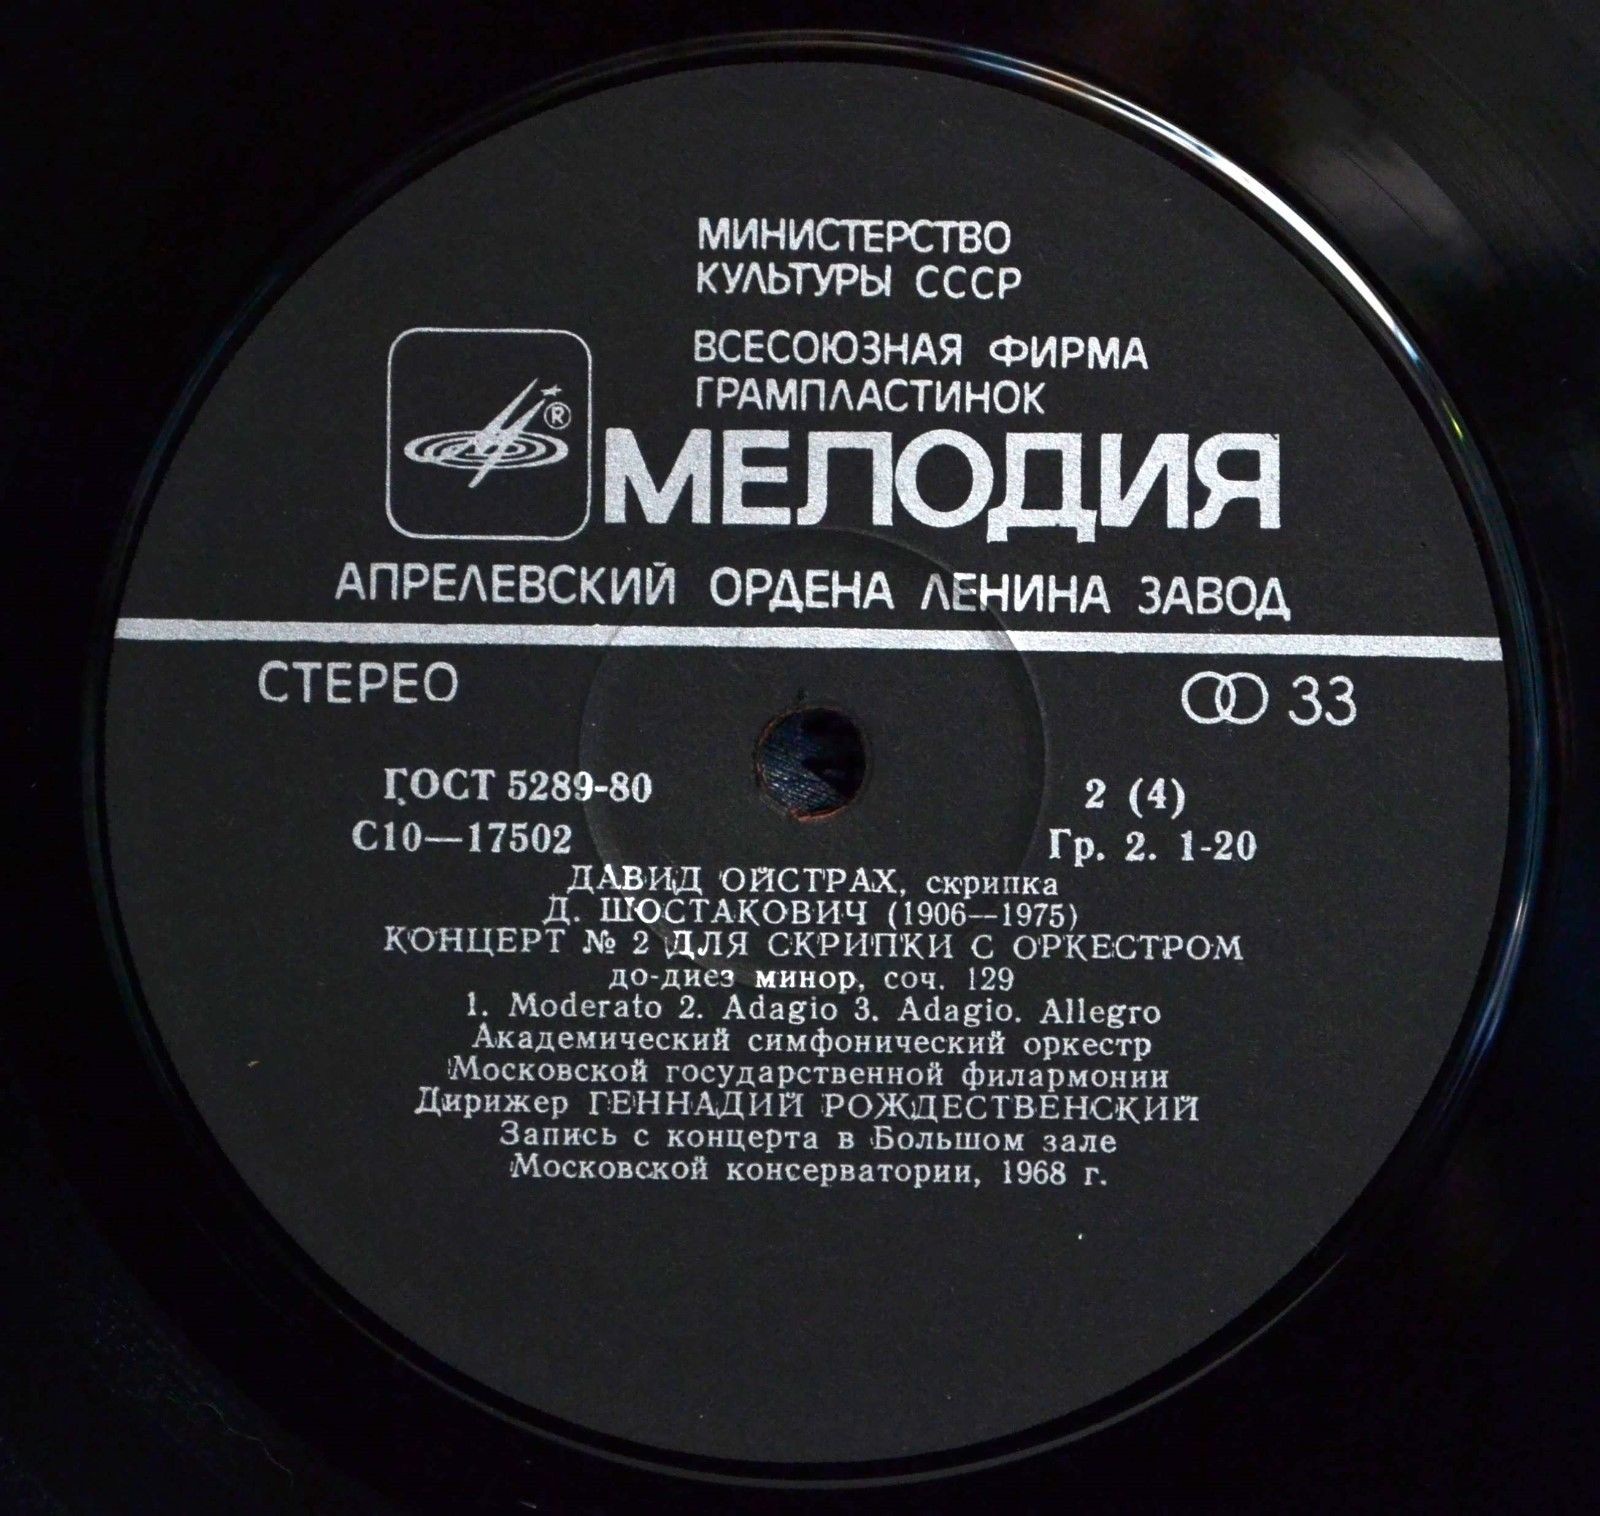 МИНИСТЕРСТВО
КУЛЬТУРЫ СССР
ВСЕСОЮЗНАЯ ФИРМА
ГРАМПЛАСТИНОК
®
МЕЛОДИЯ
АПРЕЛЕВСКИЙ ОРДЕНА ЛЕНИНА ЗАВОД
СТЕРЕО 33
ГОСТ 5289-80 2 (4)
С10—17502 Гр. 2. 1-20
ДАВИД ОЙСТРАХ, скрипка
Д. ШОСТАКОВИЧ (1906—1975)
КОНЦЕРТ № 2 ДЛЯ СКРИПКИ С ОРКЕСТРОМ
до-диез минор, соч. 129
1. Moderato 2. Adagio 3. Adagio. Allegro
Академический симфонический оркестр
Московской государственной филармонии
Дирижер ГЕННАДИЙ РОЖДЕСТВЕНСКИЙ
Запись с концерта в Большом зале
Московской консерватории, 1968 г.